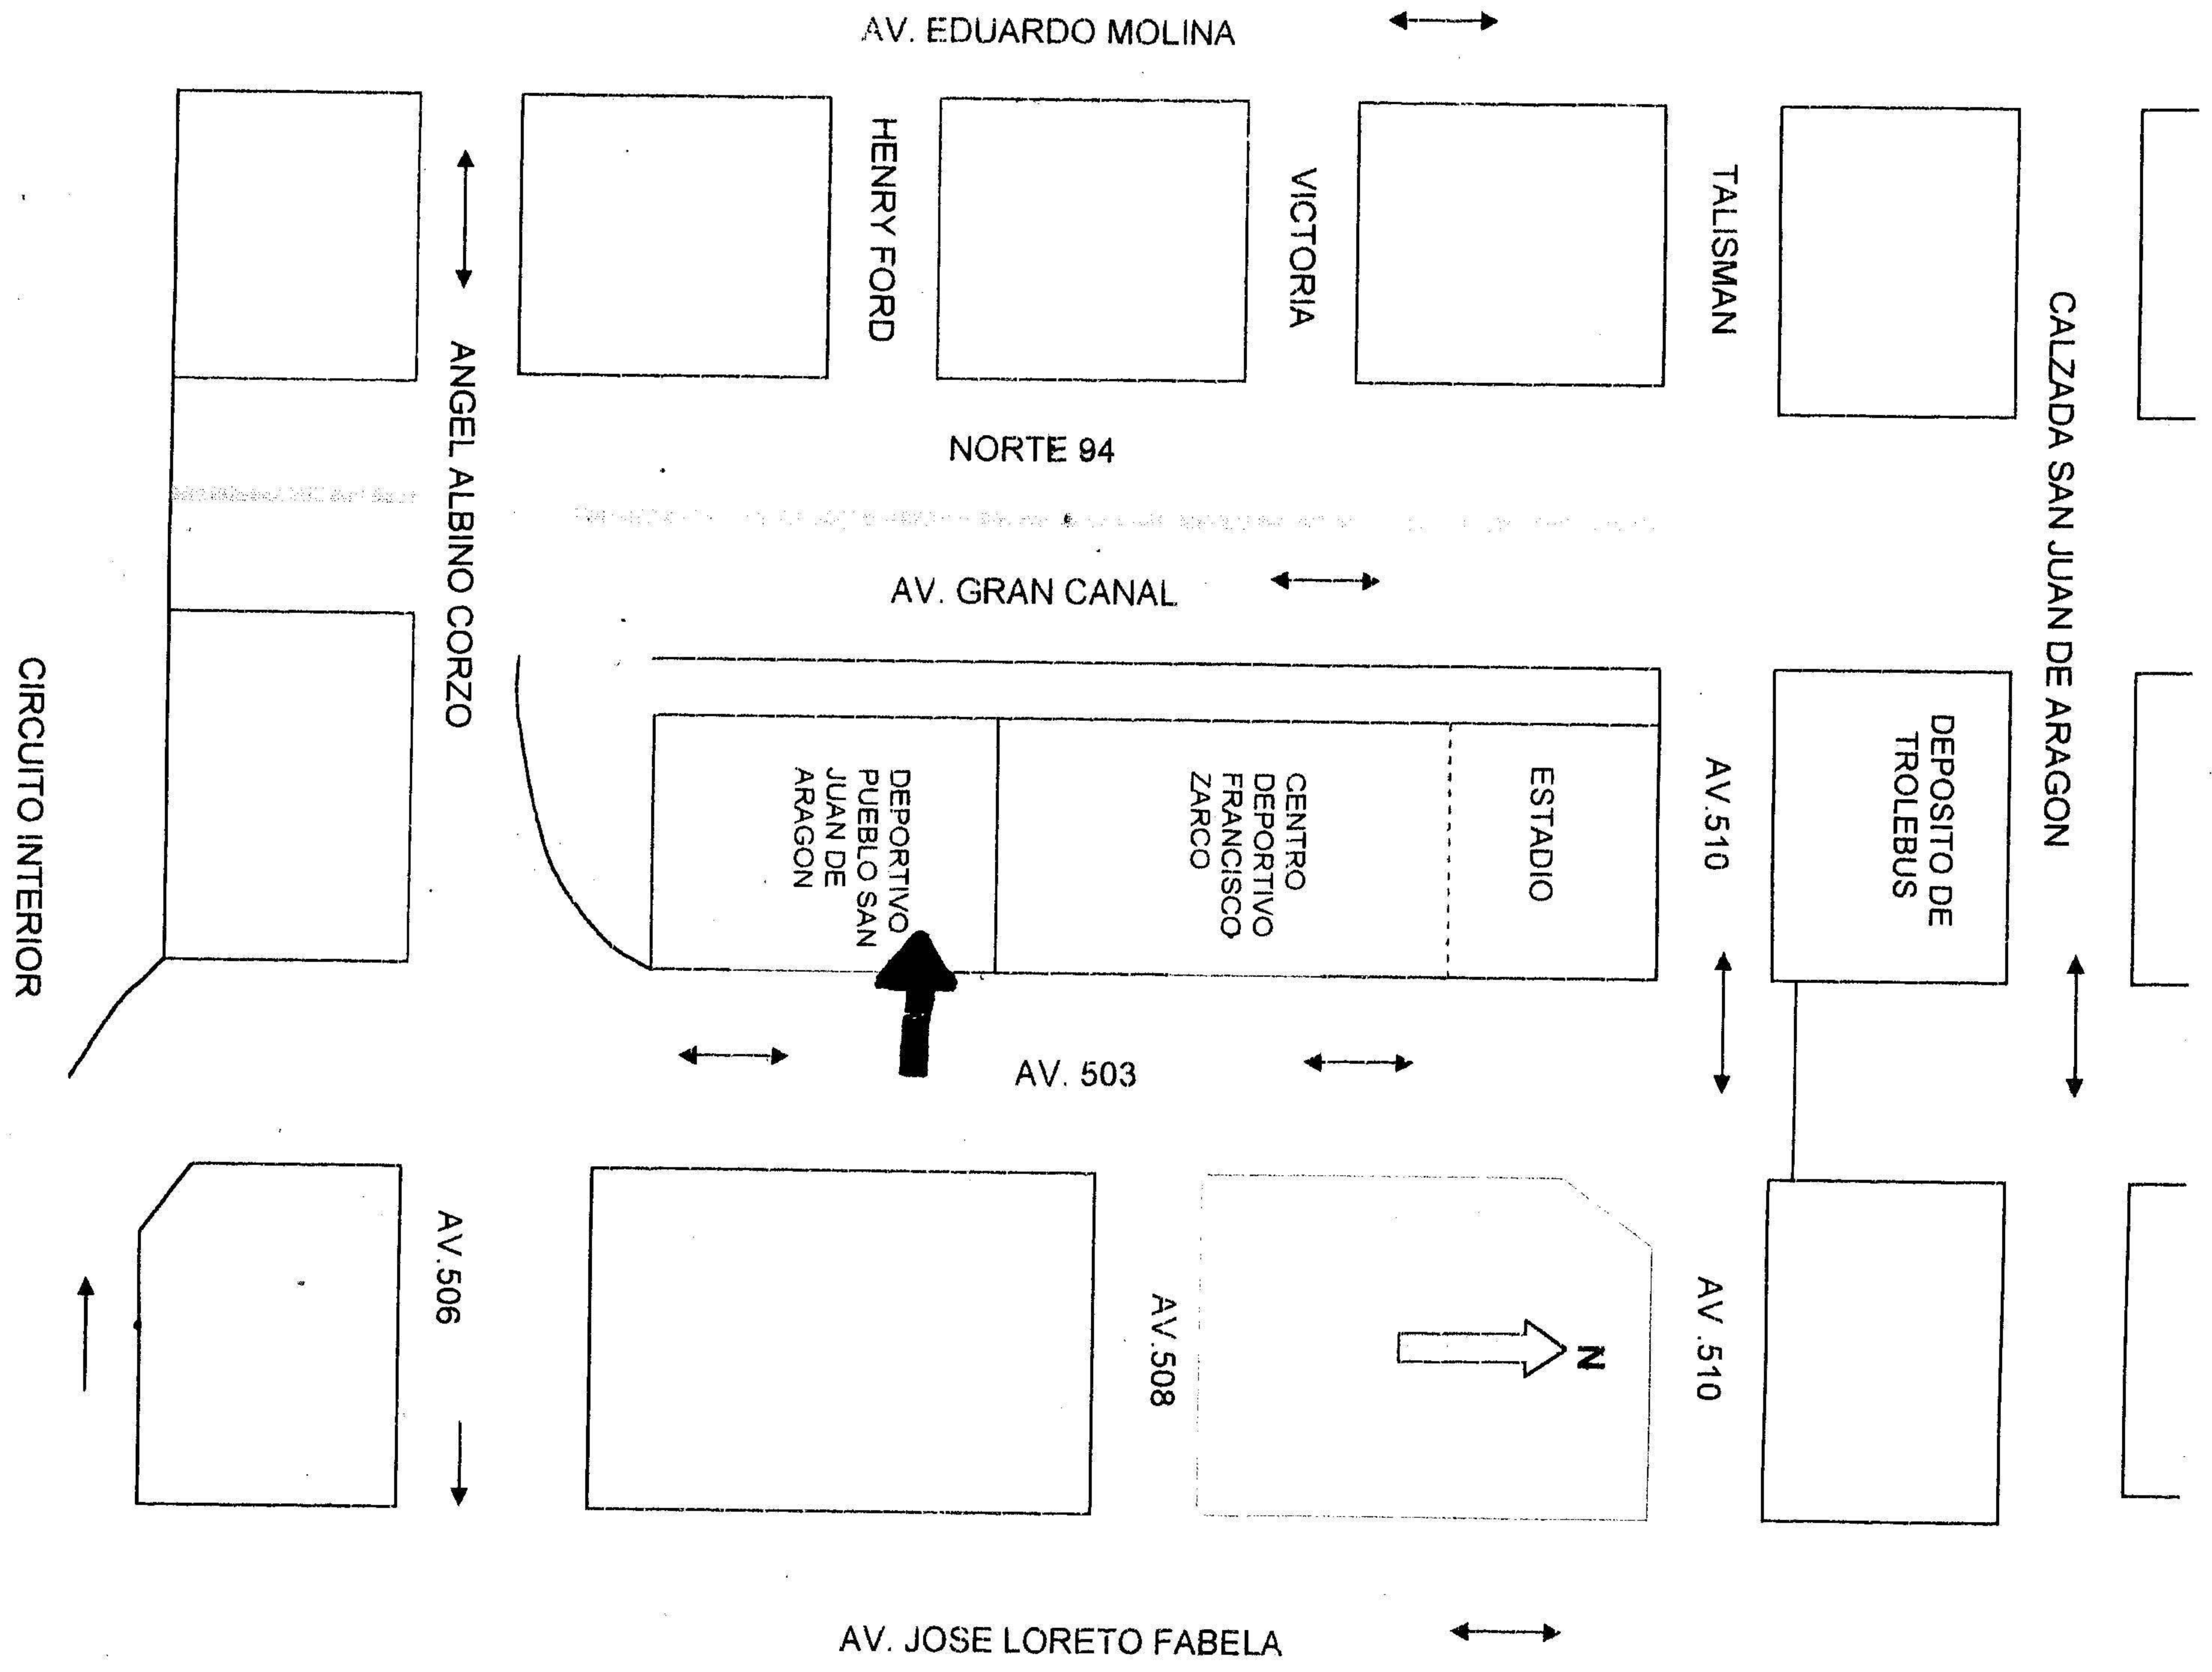 AV. EDUARDO MOLINA
HENRY FORD
VICTORIA
TALISMAN
CALZADA SAN JUAN DE ARAGON
ANGEL ALBINO CORZO
NORTE 94
AV. GRAN CANAL
CIRCUITO INTERIOR
DEPORTIVO
PUEBLO SAN
JUAN DE
ARAGON
CENTRO
DEPORTIVO
FRANCISCO
ZARCO
ESTADIO
AV.510
DEPOSITO DE
TROLEBUS
AV. 503
AV.506
AV.508
N
AV .510
AV. JOSE LORETO FABELA